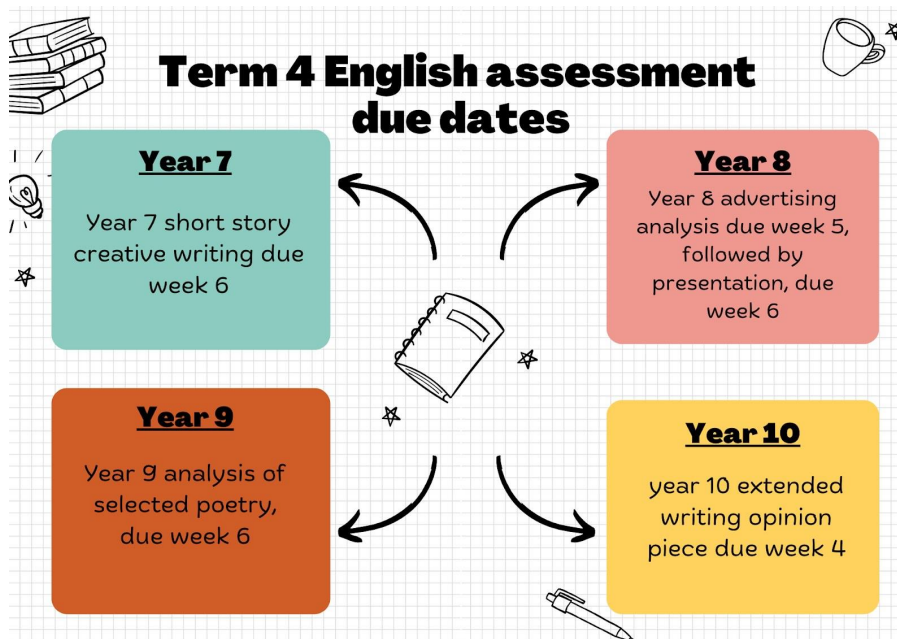 Term 4 English assessment
due dates
Year 7
Year 7 short story
creative writing due
week 6
Year 8
Year 8 advertising
analysis due week 5,
followed by
presentation, due
week 6
Year 9
Year 9 analysis of
selected poetry,
due week 6
Year 10
year 10 extended
writing opinion
piece due week 4